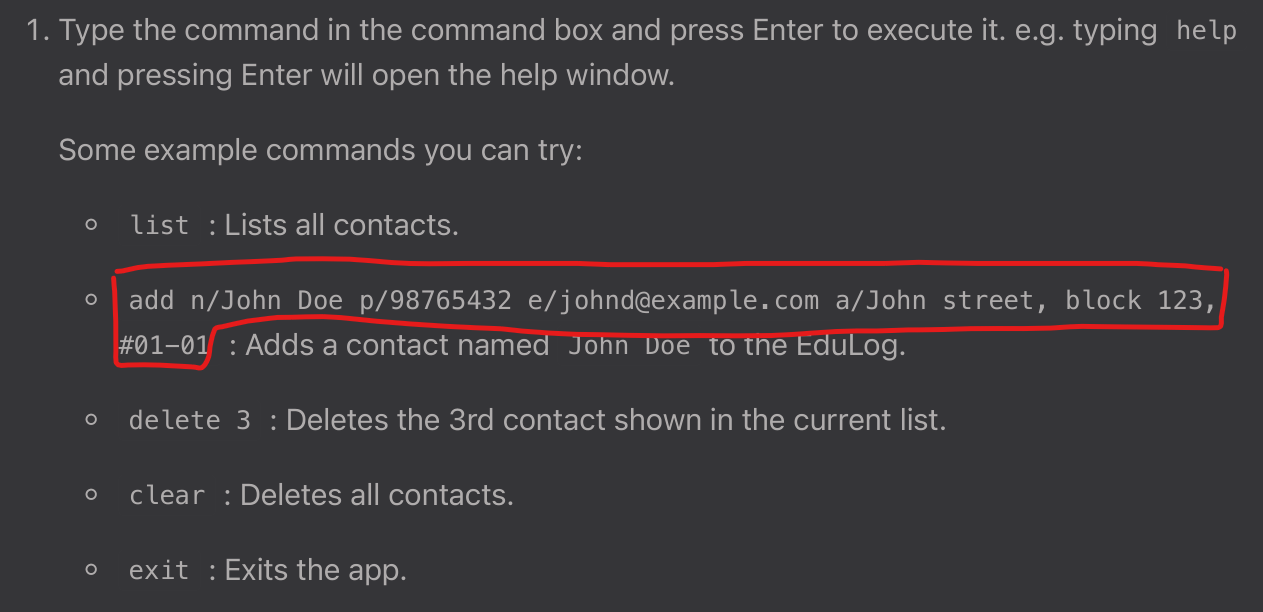 1. Type the command in the command box and press Enter to execute it. e.g. typing help
and pressing Enter will open the help window.
Some example commands you can try:
list : Lists all contacts.
add n/John Doe p/98765432 e/johnd@example.com a/John street, block 123,
#01-01 : Adds a contact named John Doe to the EduLog.
delete 3 : Deletes the 3rd contact shown in the current list.
clear : Deletes all contacts.
exit : Exits the app.